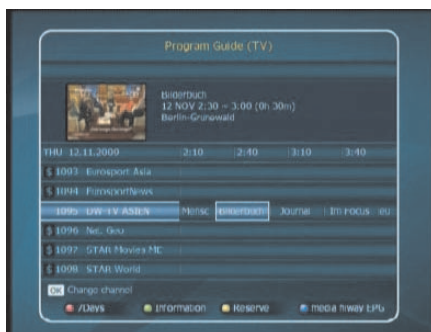 Program Guide (TV)
Bilderbuch
12 NOV 2:30 ~ 3:00 (0h 30m)
Berlin-Grunewald
THU 12.11.2000 2:10 2:40 3:10 3:40
$ 1093 Eurosport Asia
$ 1094 EurosportNews
1095 DW-TV ASIEN Mensc Bilderbuch Journal Im Focus eu
$ 1096 Nat. Geo
$ 1097 STAR Movies ME
$ 1098 STAR World
OK Change channel
7Days Information Reserve media hiway EPG